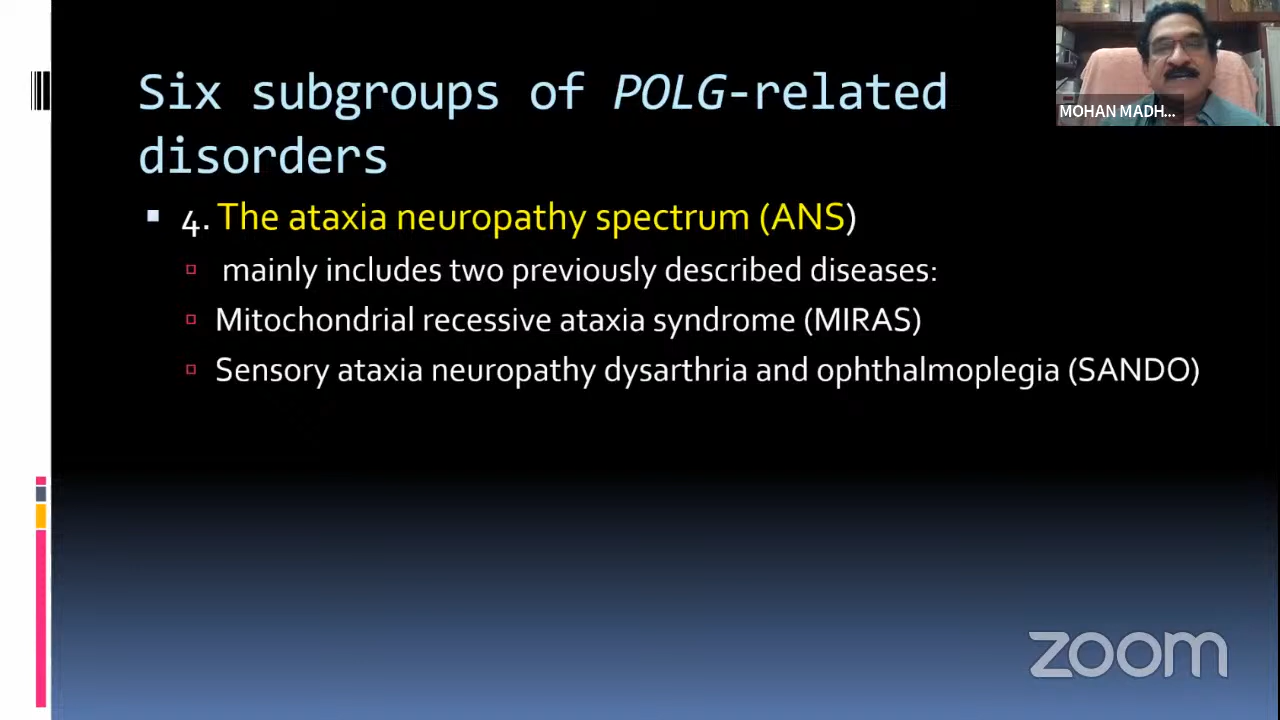 Six subgroups of POLG-related
disorders
4. The ataxia neuropathy spectrum (ANS)
mainly includes two previously described diseases:
Mitochondrial recessive ataxia syndrome (MIRAS)
Sensory ataxia neuropathy dysarthria and ophthalmoplegia (SANDO)
MOHAN MADH...
zoom